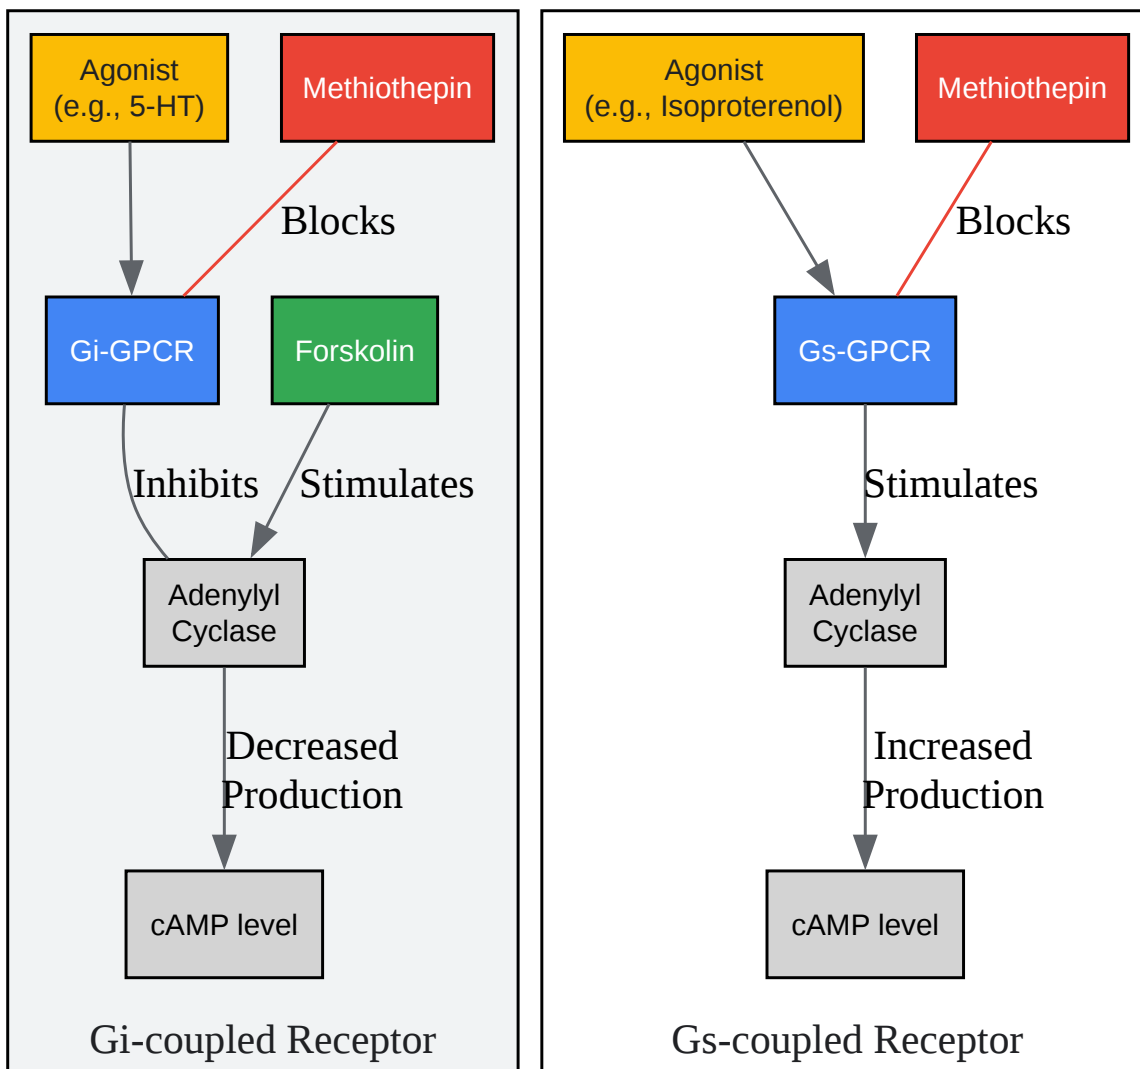 Agonist
(e.g., 5-HT)
Methiothepin
Blocks
Gi-GPCR
Forskolin
Inhibits
Stimulates
Adenylyl
Cyclase
Decreased
Production
cAMP level
Gi-coupled Receptor
Agonist
(e.g., Isoproterenol)
Methiothepin
Blocks
Gs-GPCR
Stimulates
Adenylyl
Cyclase
Increased
Production
cAMP level
Gs-coupled Receptor